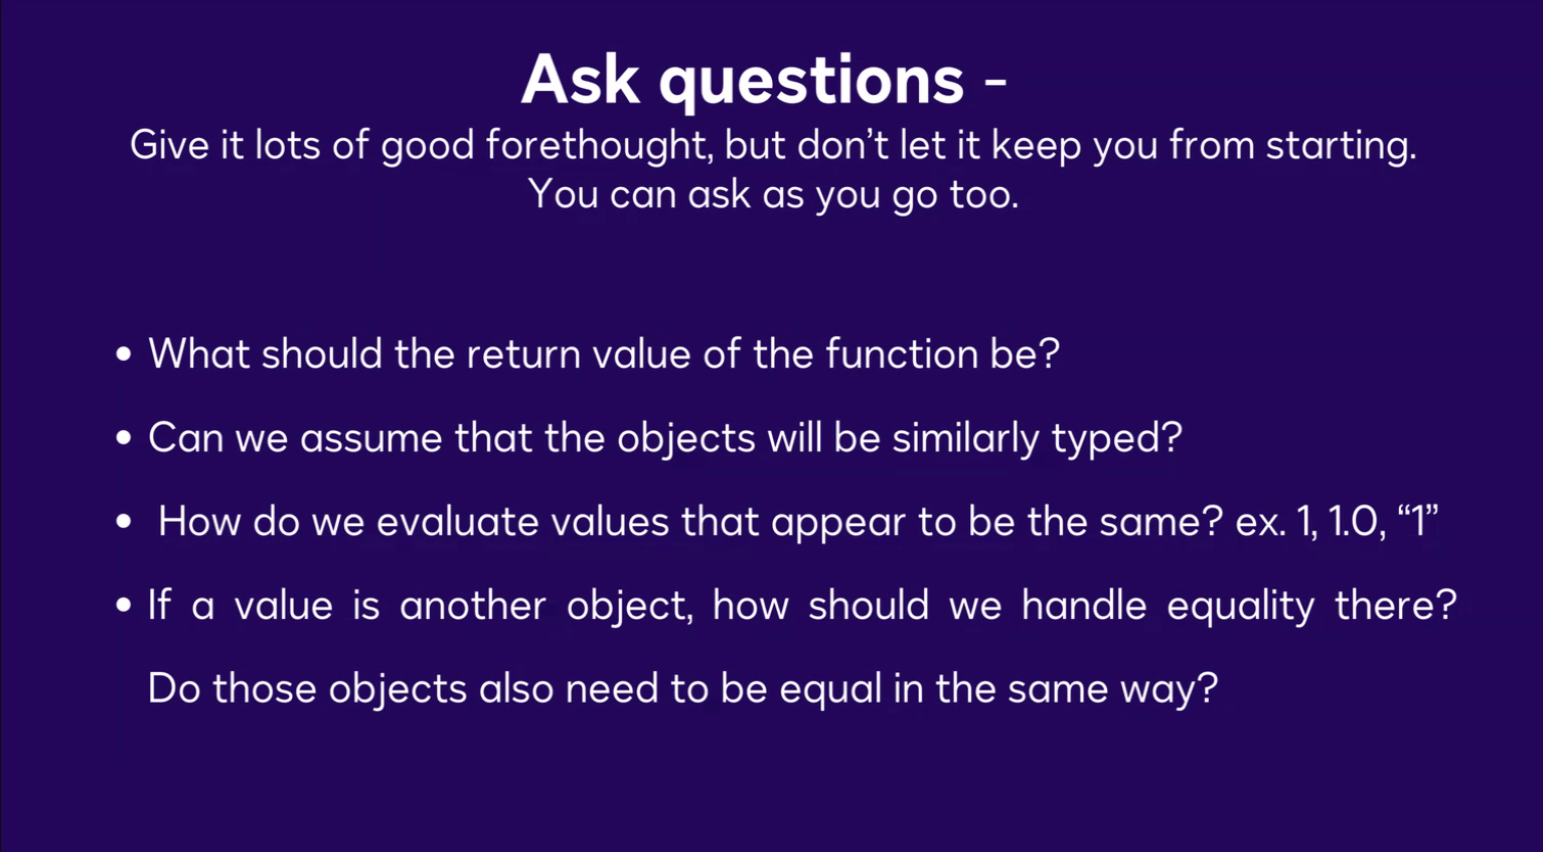 Ask questions -
Give it lots of good forethought, but don’t let it keep you from starting.
You can ask as you go too.
• What should the return value of the function be?
• Can we assume that the objects will be similarly typed?
• How do we evaluate values that appear to be the same? ex. 1, 1.0, “1”
• If a value is another object, how should we handle equality there?
Do those objects also need to be equal in the same way?